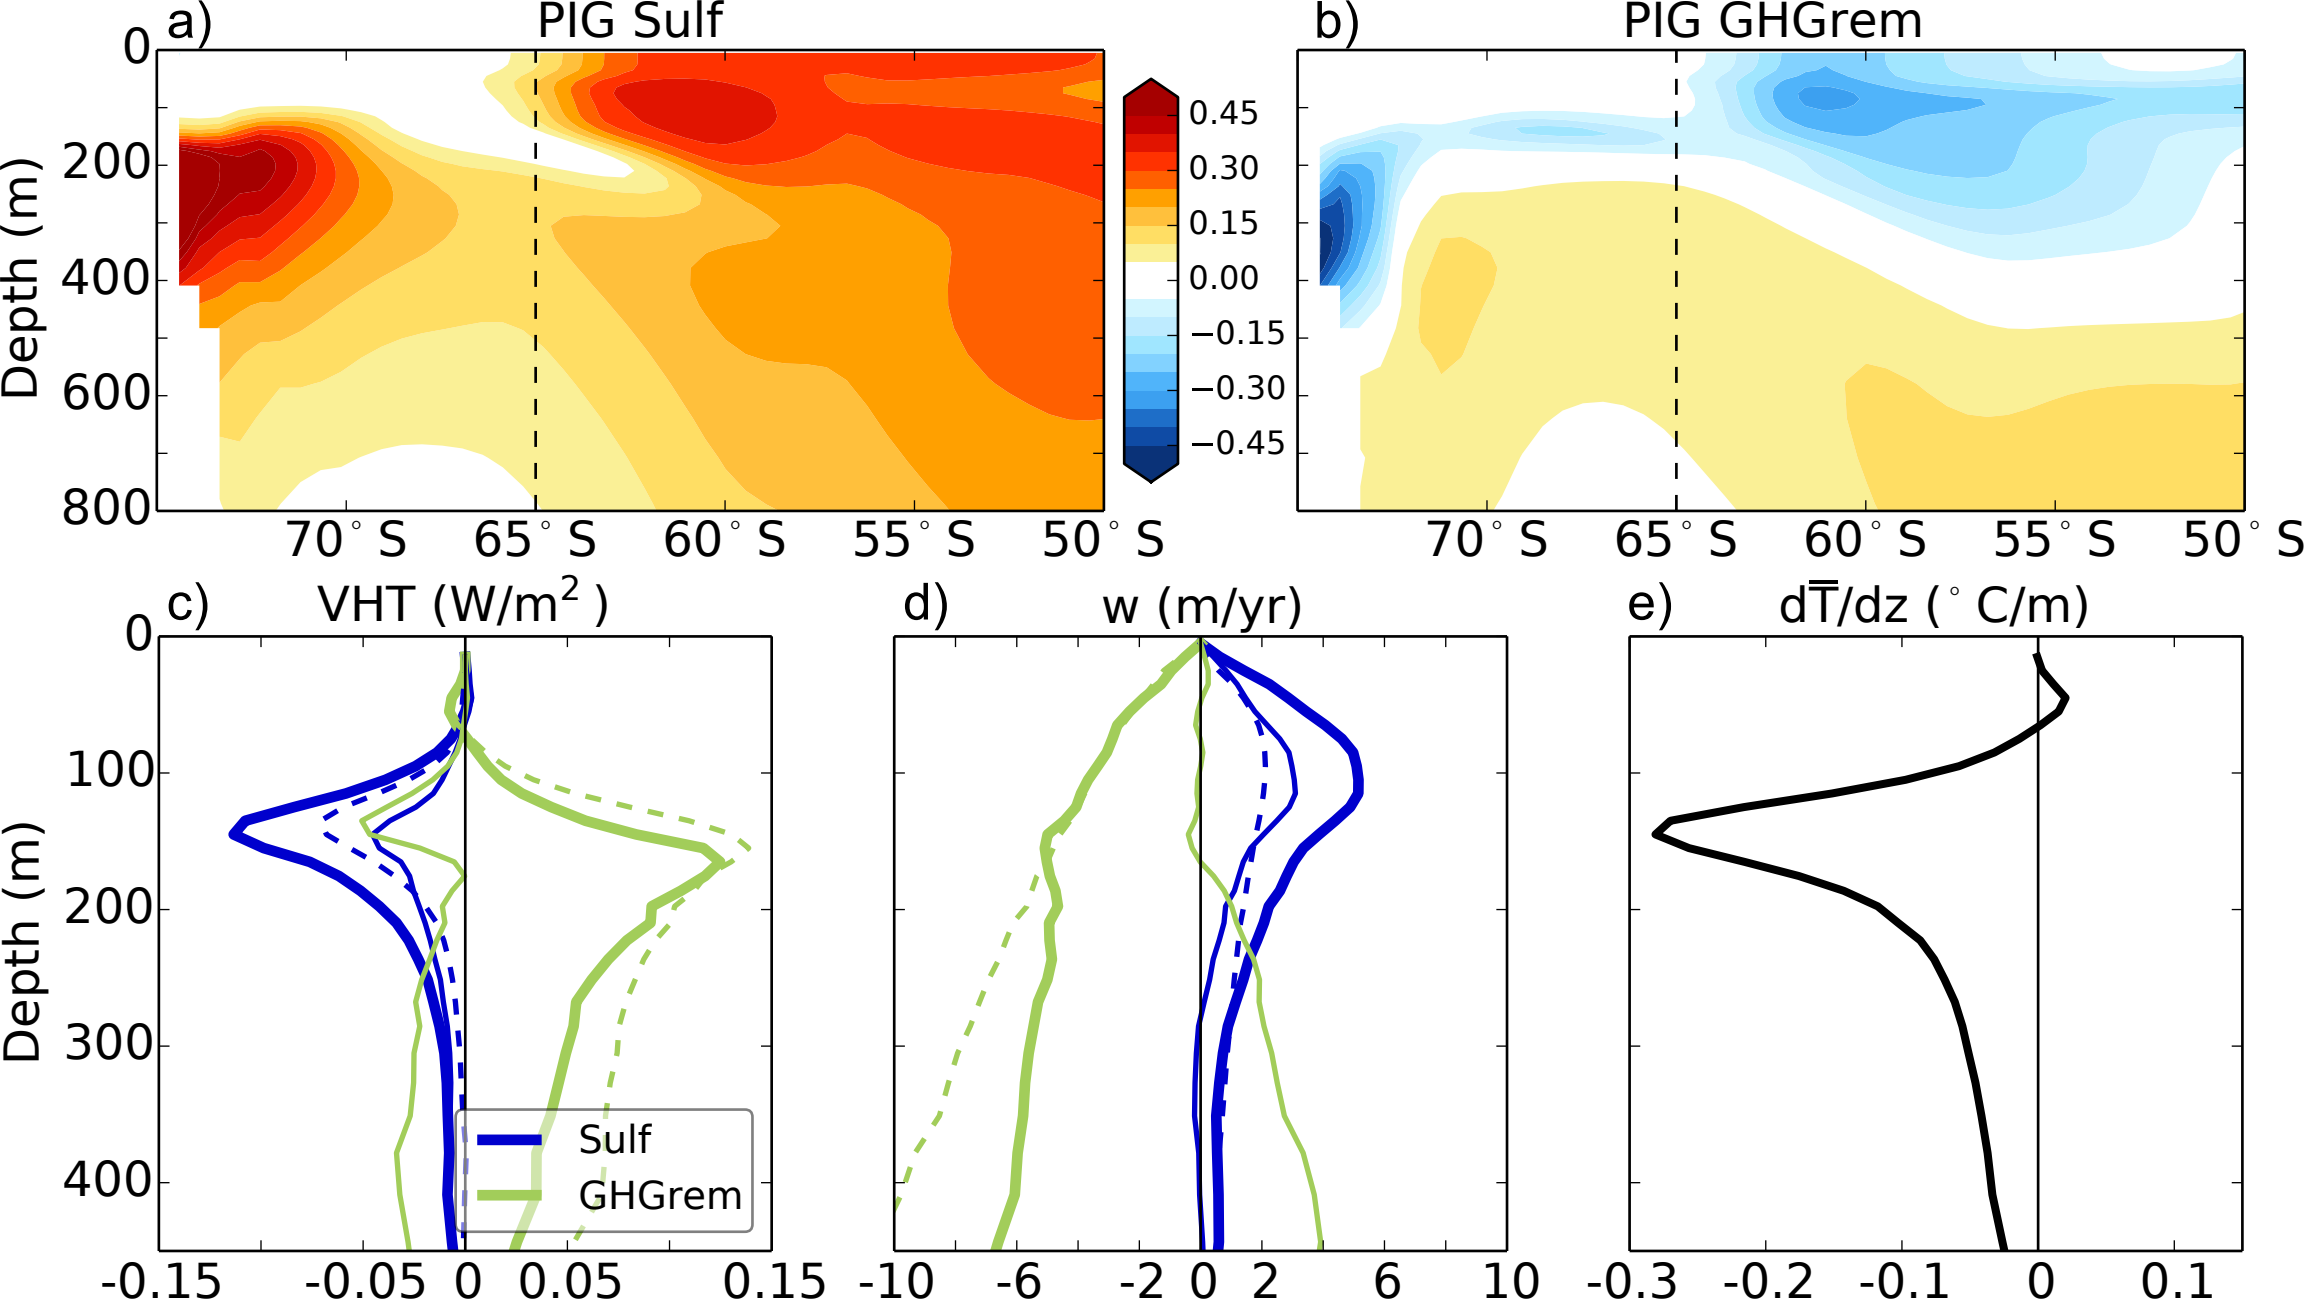 a) PIG Sulf
b) PIG GHGrem
0
200
400
600
800
Depth (m)
70°S 65°S 60°S 55°S 50°S
0.45
0.30
0.15
0.00
−0.15
−0.30
−0.45
70°S 65°S 60°S 55°S 50°S
c) VHT (W/m² )
d) w (m/yr)
e) dT̅/dz (°C/m)
0
100
200
300
400
Depth (m)
Sulf
GHGrem
-0.15 -0.05 0 0.05 0.15
-10 -6 -2 0 2 6 10
-0.3 -0.2 -0.1 0 0.1